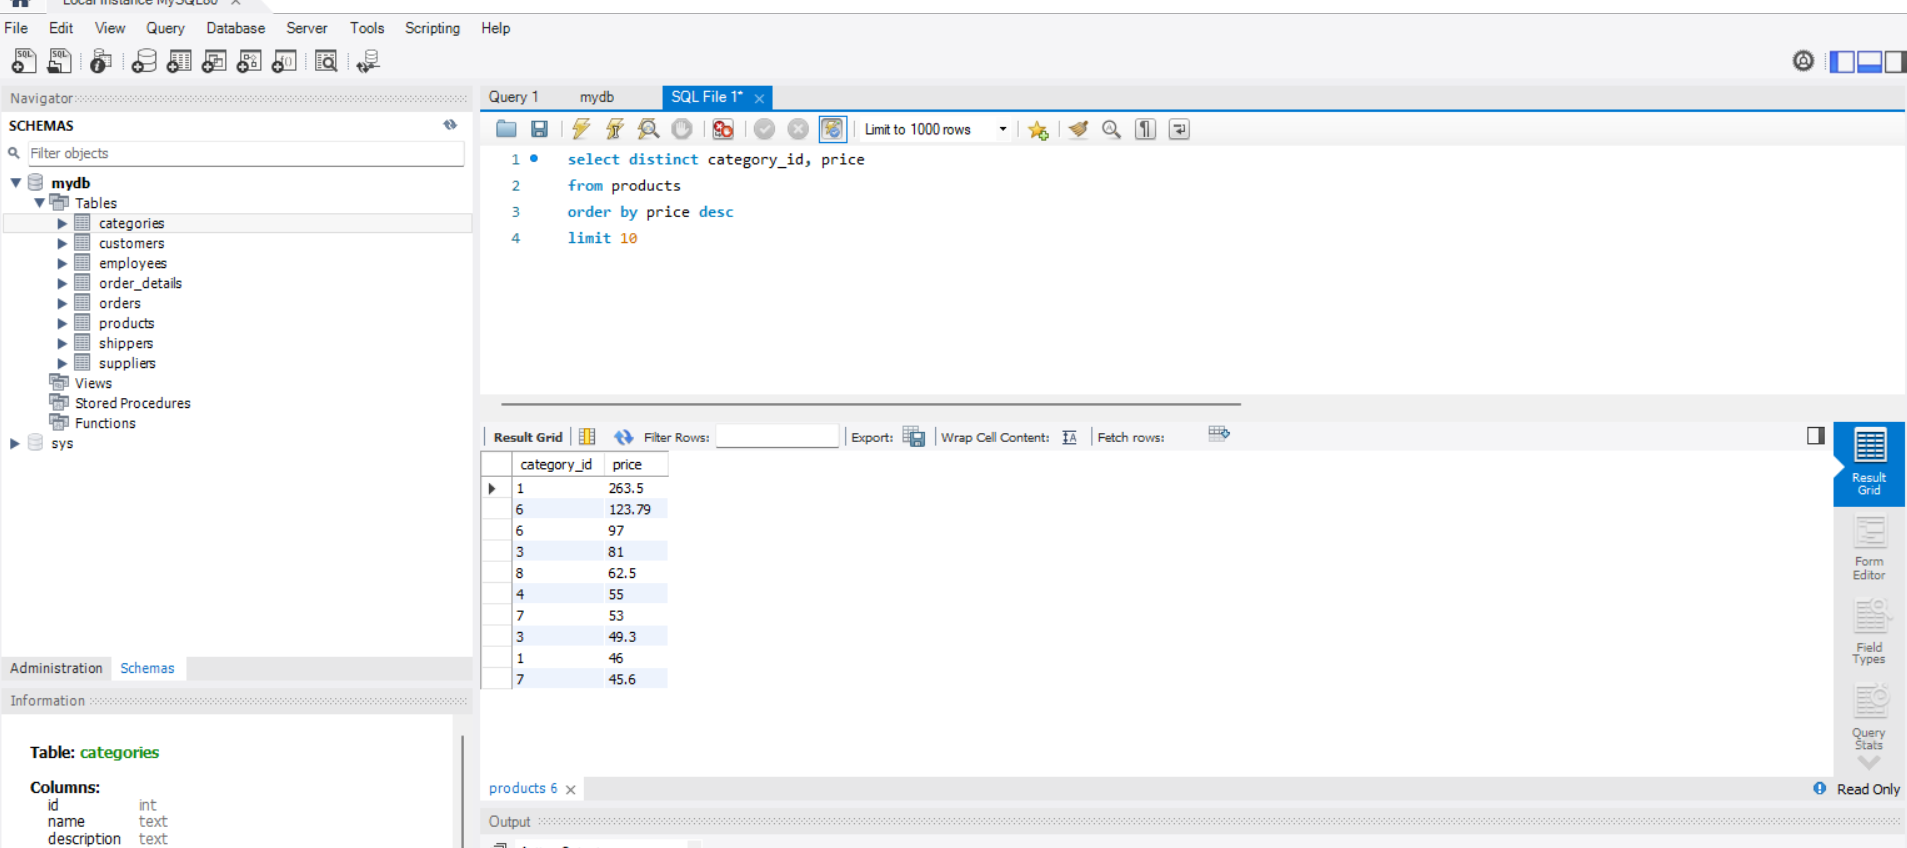 Local instance MySQL80 ×
File Edit View Query Database Server Tools Scripting Help
Navigator
SCHEMAS
Filter objects
mydb
Tables
categories
customers
employees
order_details
orders
products
shippers
suppliers
Views
Stored Procedures
Functions
sys
Administration Schemas
Information
Table: categories
Columns:
id int
name text
description text
Query 1 mydb SQL File 1* ×
Limit to 1000 rows
1 select distinct category_id, price
2 from products
3 order by price desc
4 limit 10
Result Grid Filter Rows: Export: Wrap Cell Content: Fetch rows:
category_id price
1 263.5
6 123.79
6 97
3 81
8 62.5
4 55
7 53
3 49.3
1 46
7 45.6
Result
Grid
Form
Editor
Field
Types
Query
Stats
products 6 ×
Read Only
Output